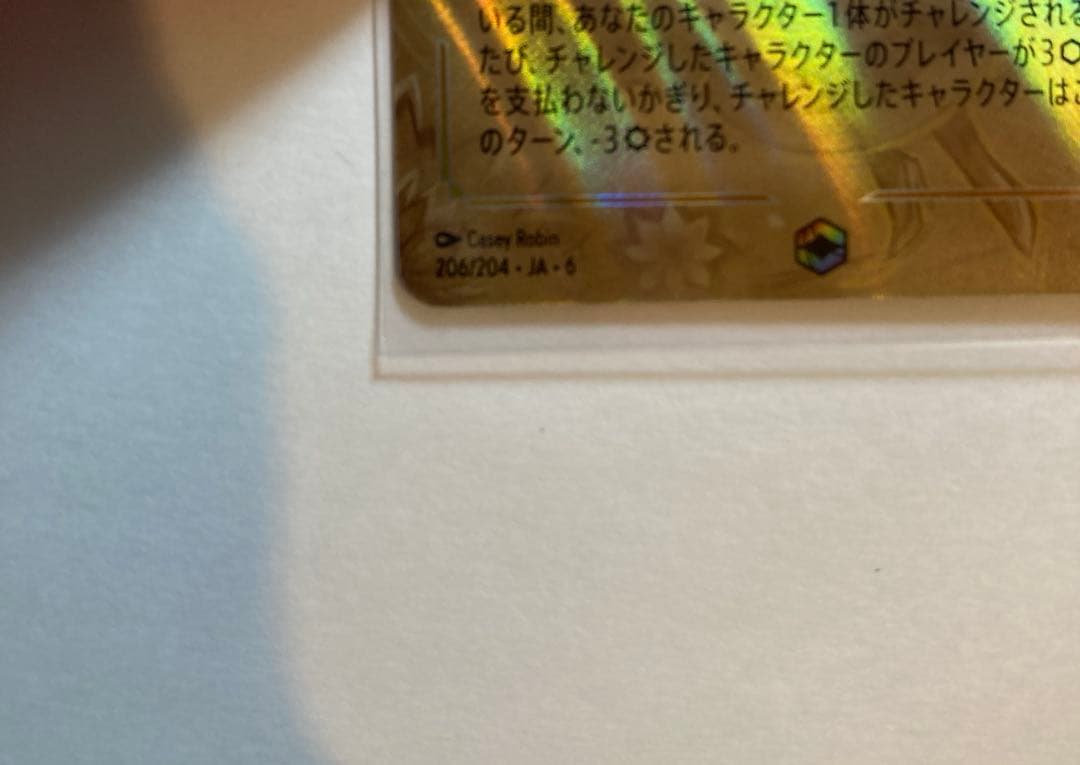 いる間、あなたのキャラクター1体がチャレンジされる
たび、チャレンジしたキャラクターのプレイヤーが3⬡
を支払わないかぎり、チャレンジしたキャラクターはこ
のターン、-3✪される。
Casey Robin
206/204・JA・6